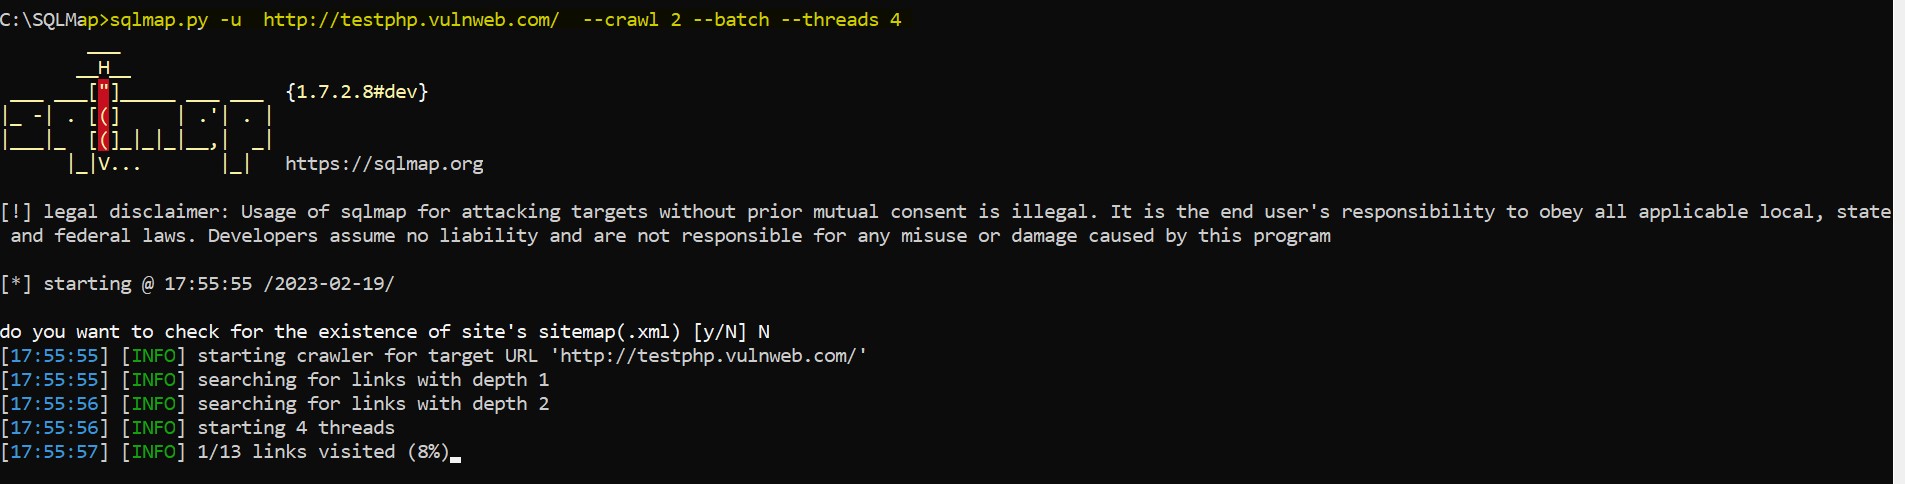 C:\SQLMap>sqlmap.py -u  http://testphp.vulnweb.com/  --crawl 2 --batch --threads 4
        ___
       __H__
 ___ ___["]_____ ___ ___  {1.7.2.8#dev}
|_ -| . [(]     | .'| . |
|___|_  [(]_|_|_|__,|  _|
      |_|V...       |_|   https://sqlmap.org
[!] legal disclaimer: Usage of sqlmap for attacking targets without prior mutual consent is illegal. It is the end user's responsibility to obey all applicable local, state
 and federal laws. Developers assume no liability and are not responsible for any misuse or damage caused by this program
[*] starting @ 17:55:55 /2023-02-19/
do you want to check for the existence of site's sitemap(.xml) [y/N] N
[17:55:55] [INFO] starting crawler for target URL 'http://testphp.vulnweb.com/'
[17:55:55] [INFO] searching for links with depth 1
[17:55:56] [INFO] searching for links with depth 2
[17:55:56] [INFO] starting 4 threads
[17:55:57] [INFO] 1/13 links visited (8%)